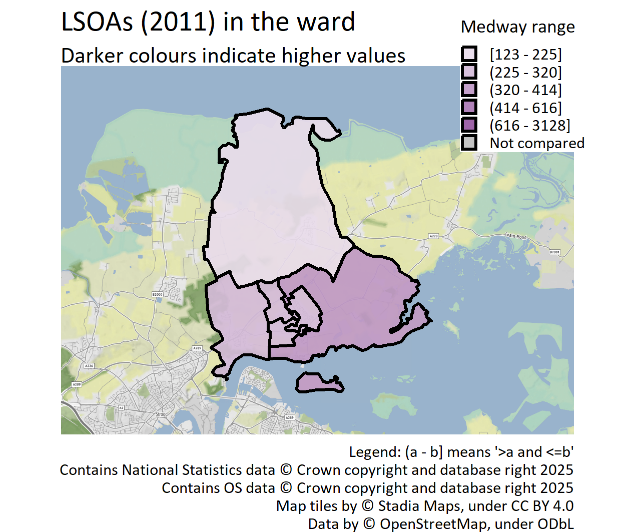 LSOAs (2011) in the ward
Darker colours indicate higher values
Medway range
[123 - 225]
(225 - 320]
(320 - 414]
(414 - 616]
(616 - 3128]
Not compared
Legend: (a - b] means '>a and <=b'
Contains National Statistics data © Crown copyright and database right 2025
Contains OS data © Crown copyright and database right 2025
Map tiles by © Stadia Maps, under CC BY 4.0
Data by © OpenStreetMap, under ODbL